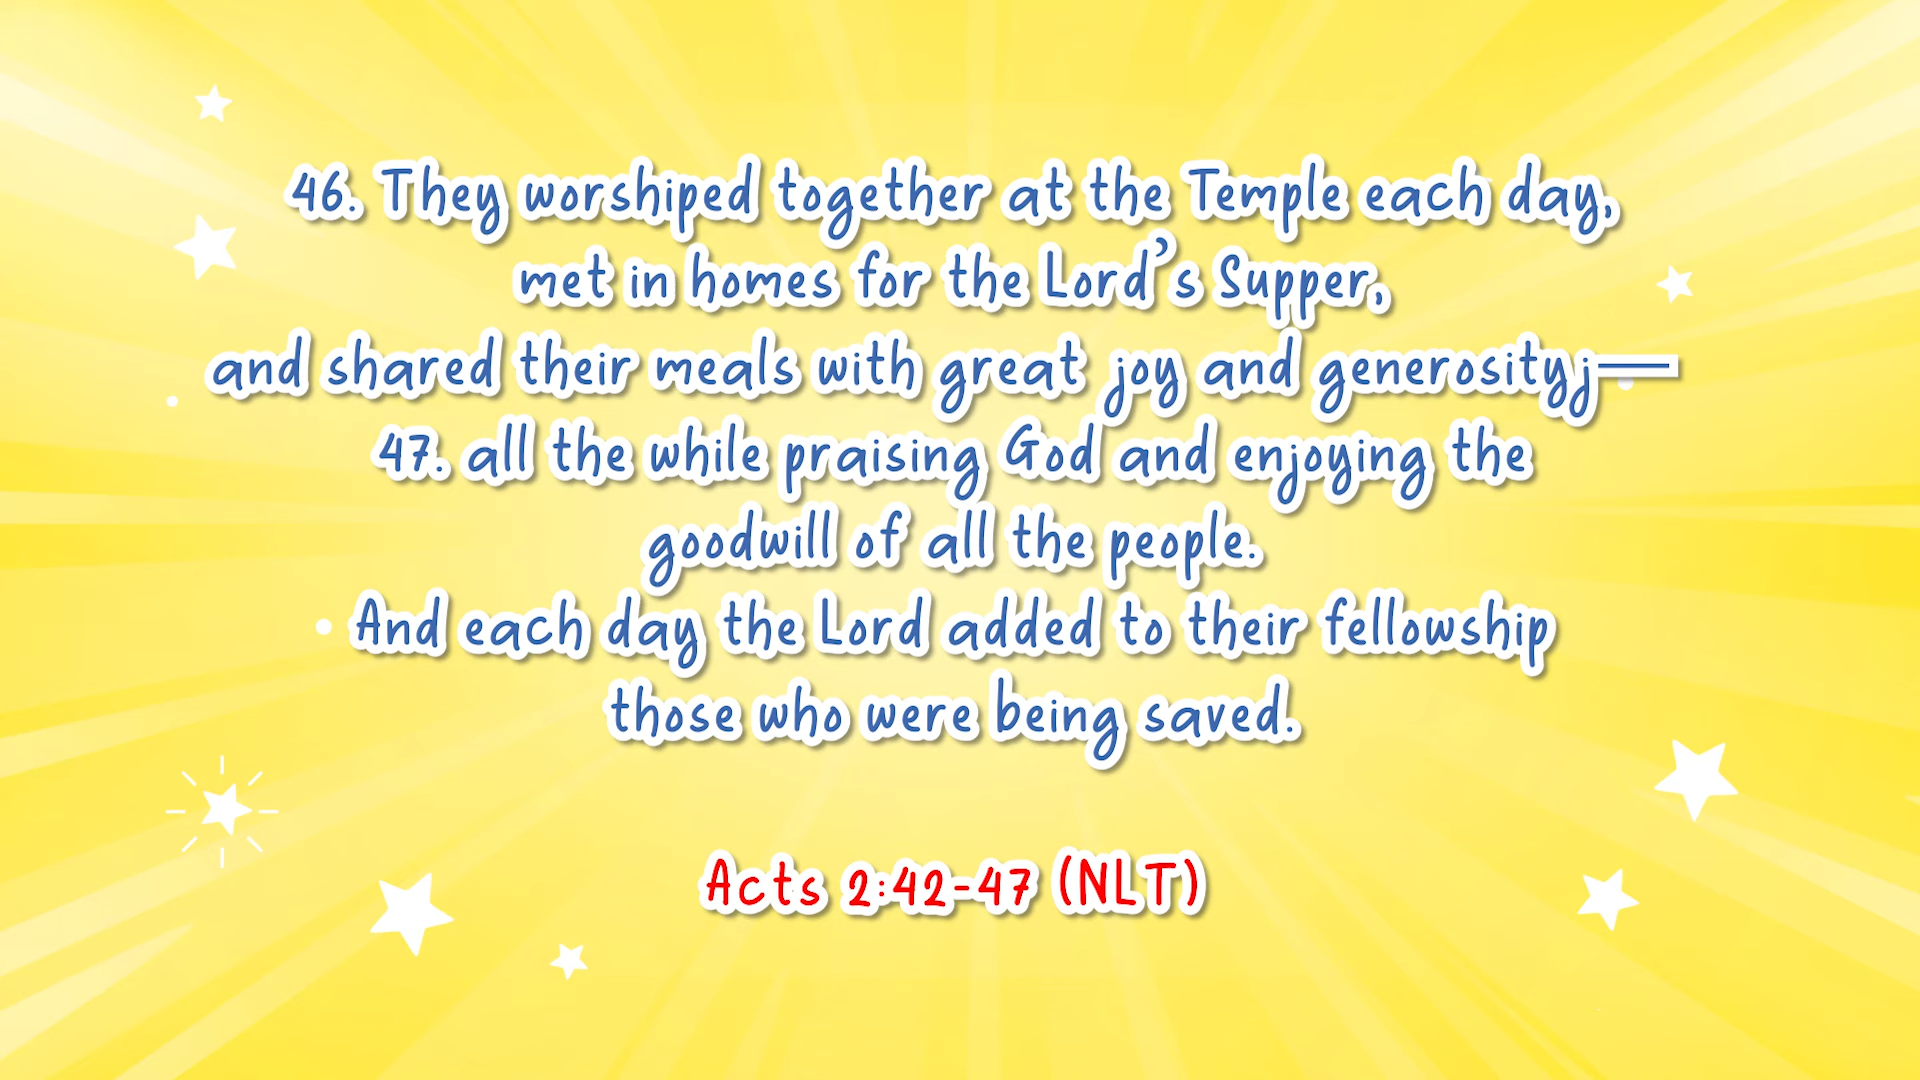 46. They worshiped together at the Temple each day,
met in homes for the Lord's Supper,
and shared their meals with great joy and generosityj—
47. all the while praising God and enjoying the
goodwill of all the people.
And each day the Lord added to their fellowship
those who were being saved.
Acts 2:42-47 (NLT)